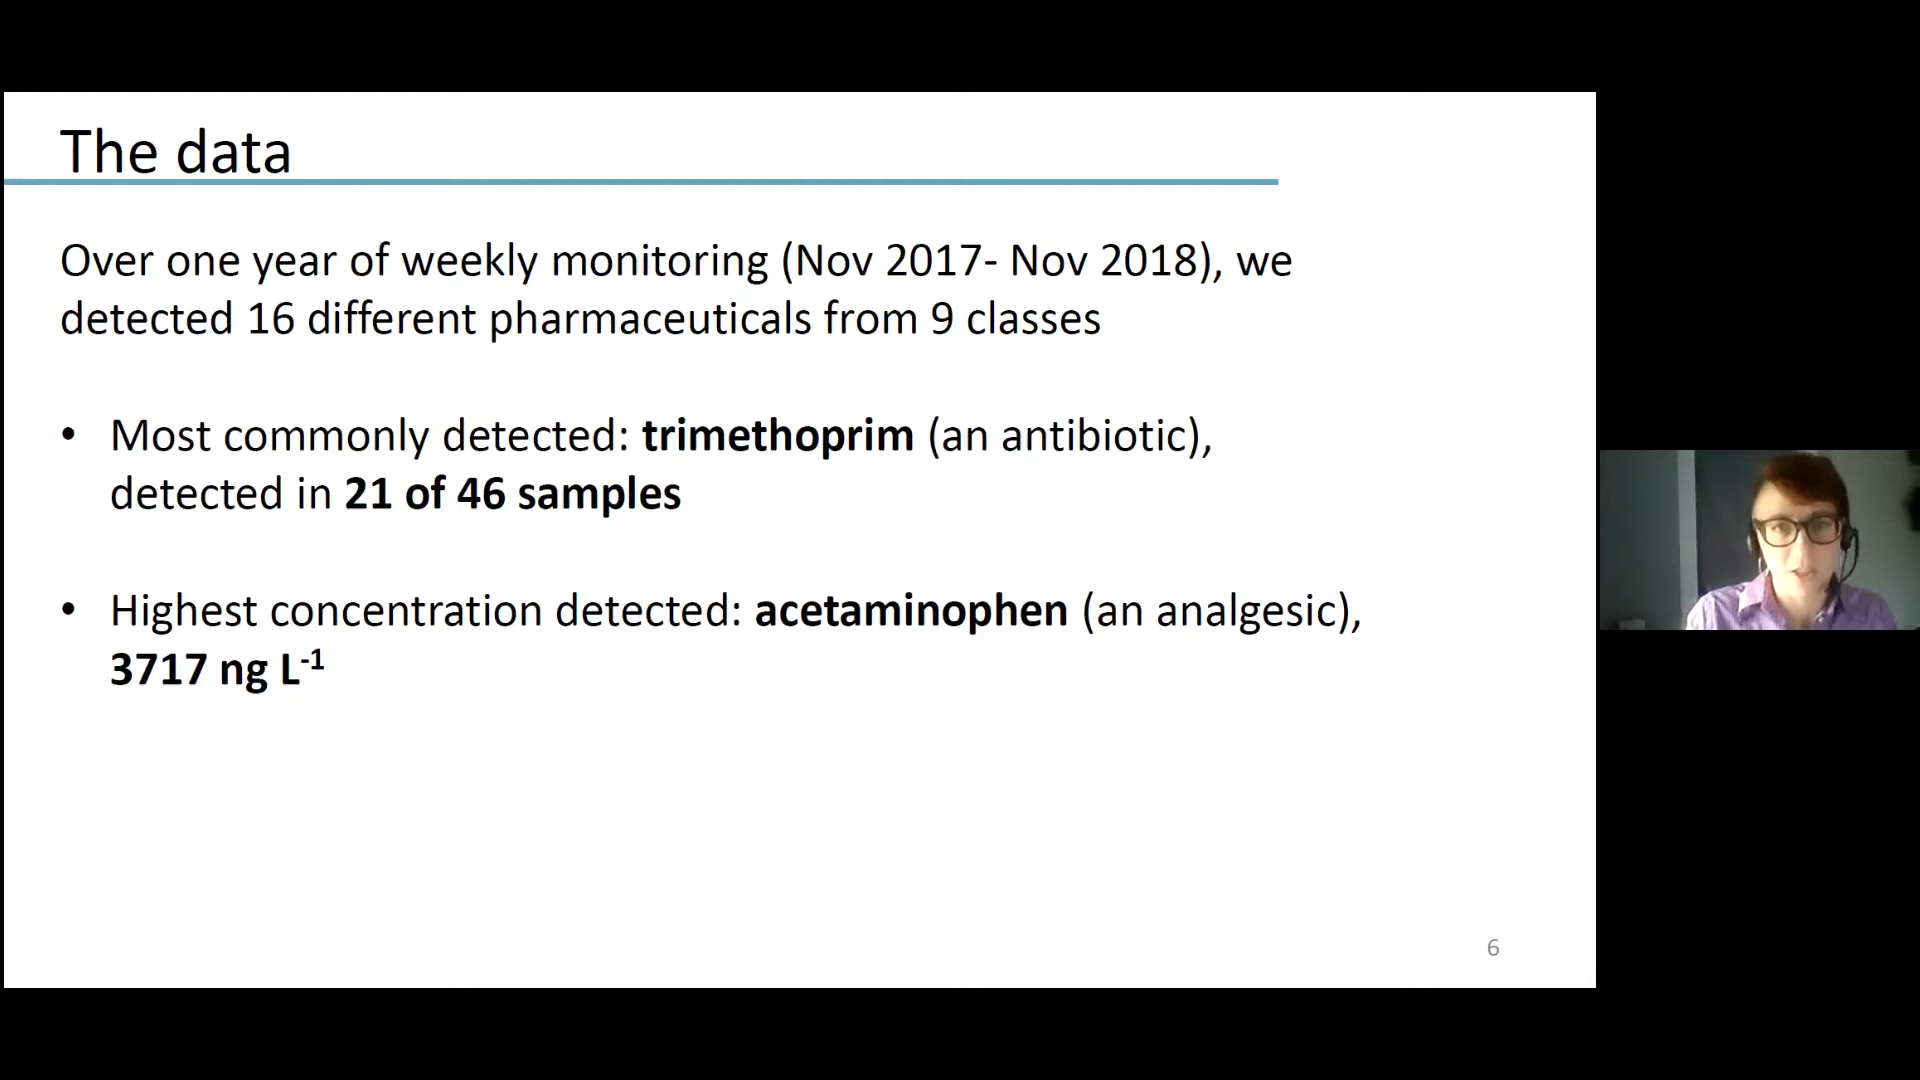 The data
Over one year of weekly monitoring (Nov 2017- Nov 2018), we
detected 16 different pharmaceuticals from 9 classes
• Most commonly detected: trimethoprim (an antibiotic),
detected in 21 of 46 samples
• Highest concentration detected: acetaminophen (an analgesic),
3717 ng L⁻¹
6